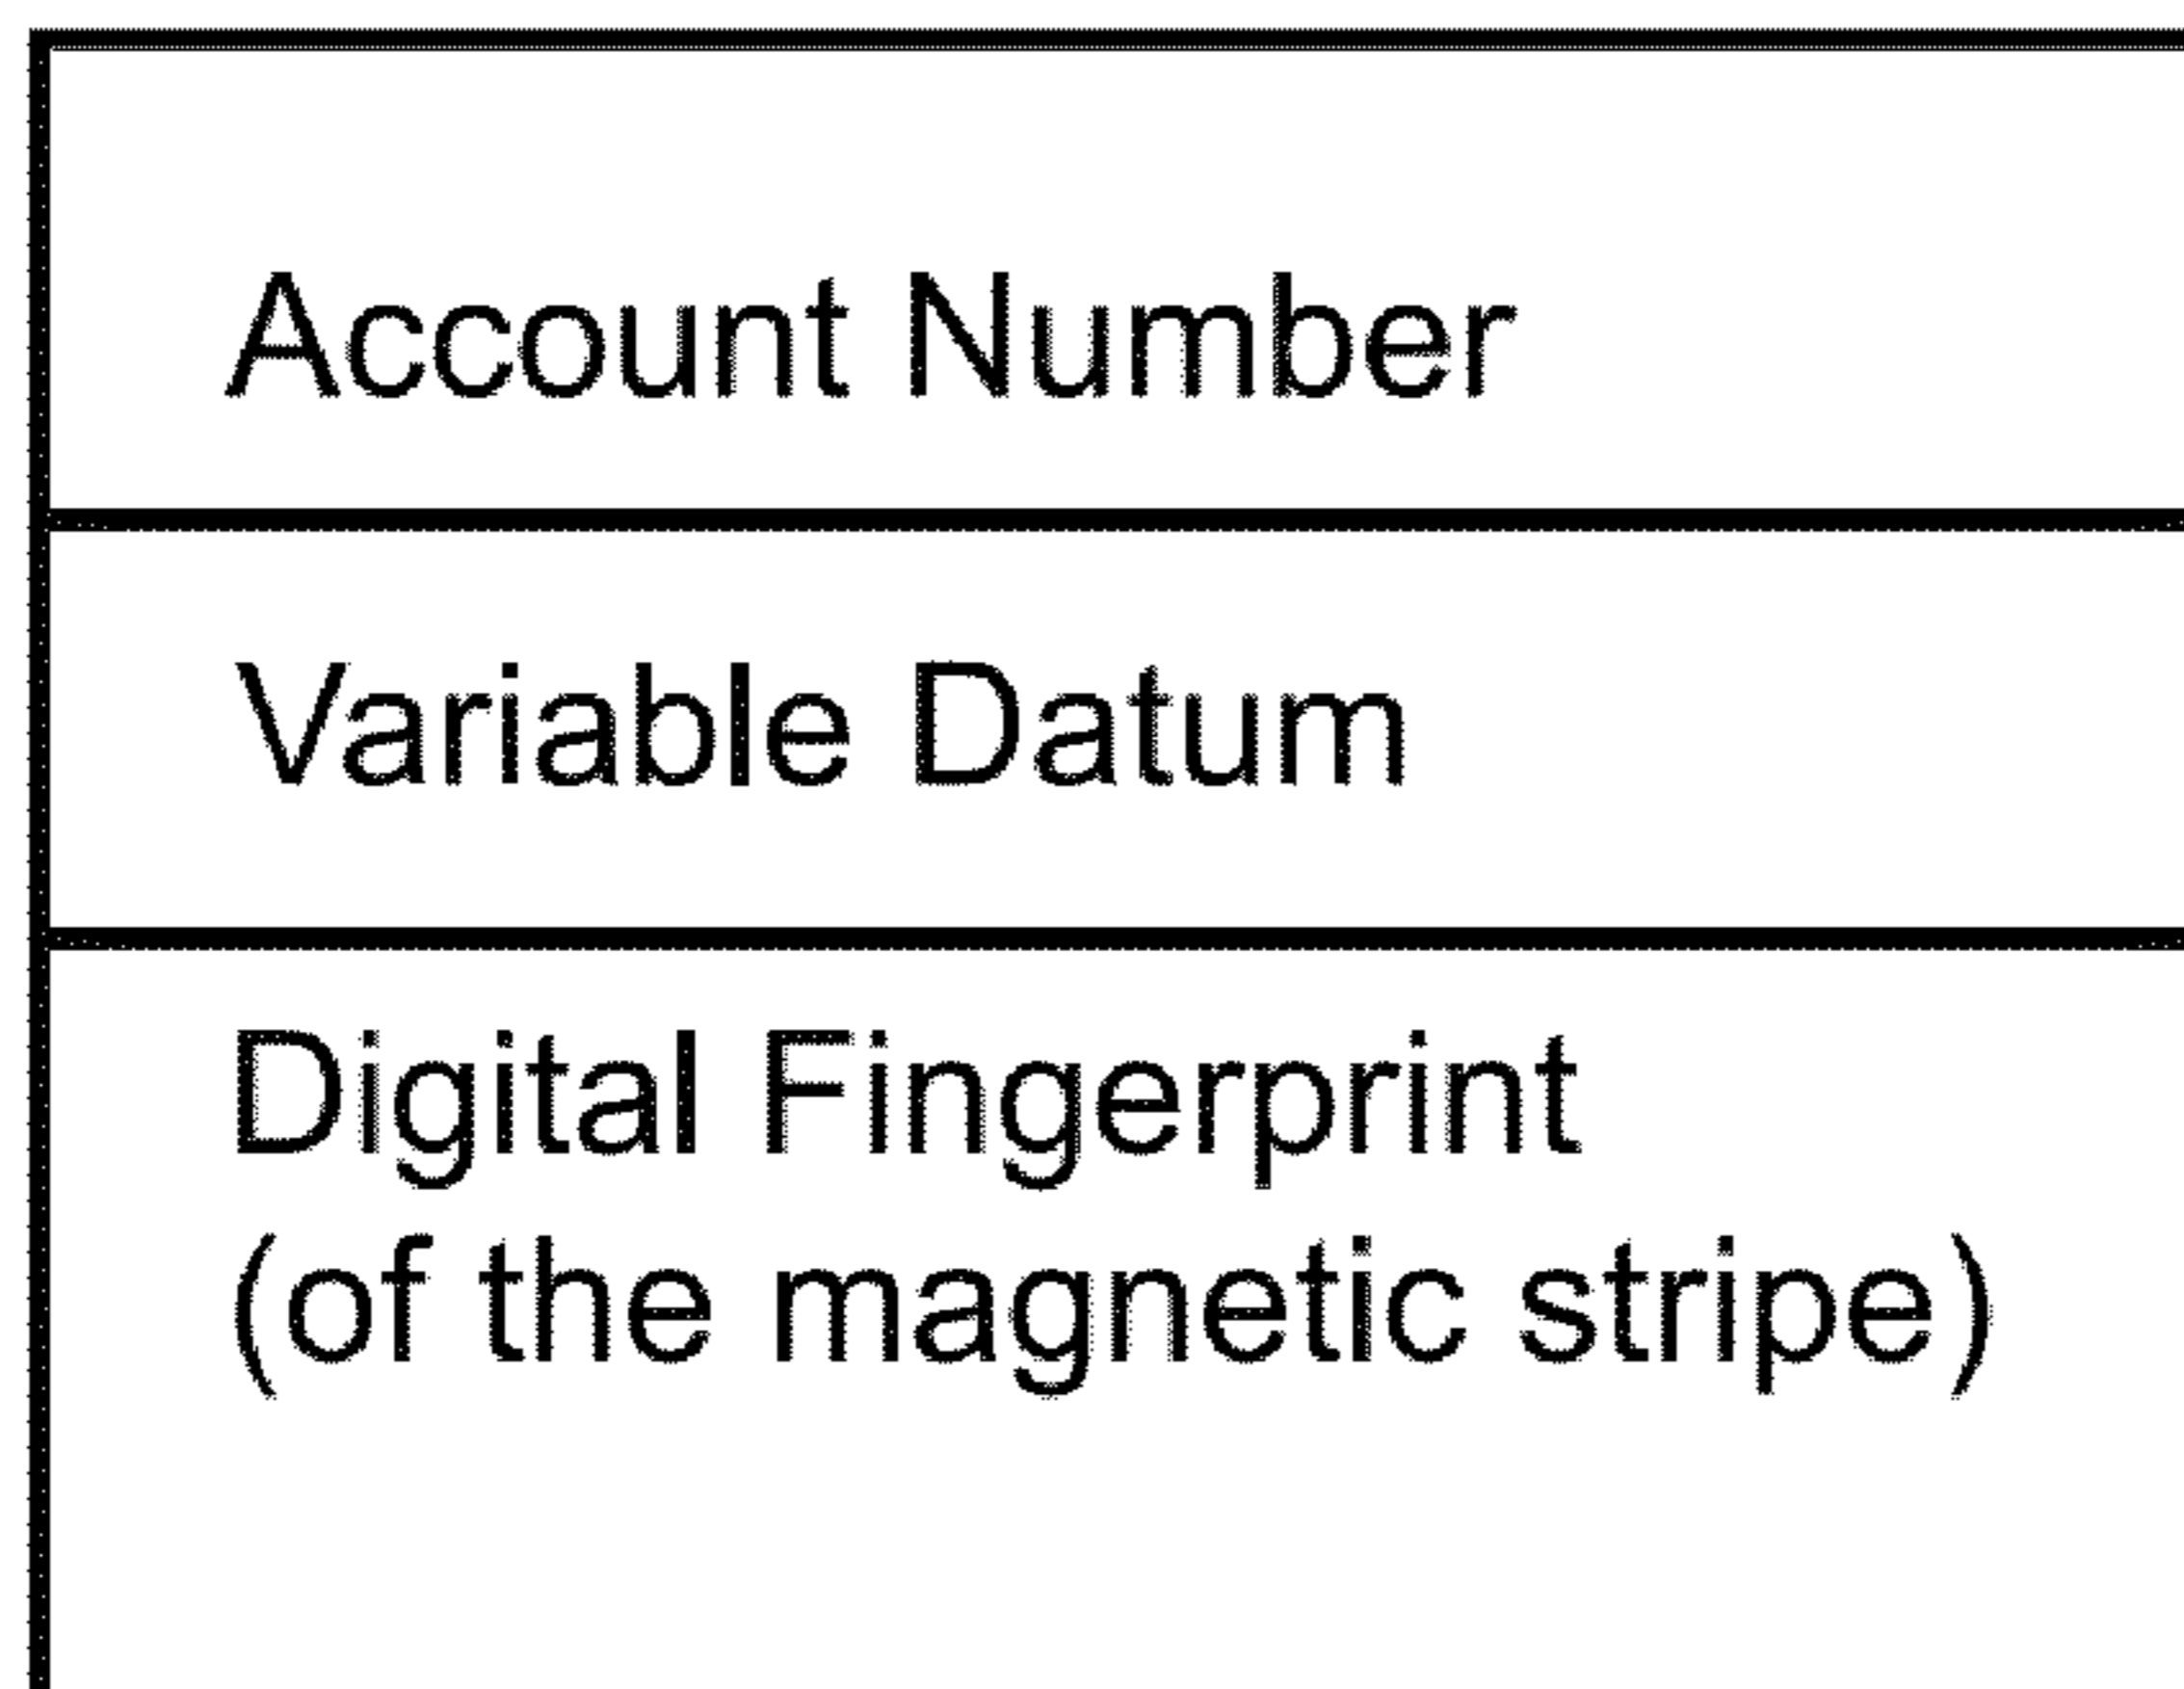 Account Number
Variable Datum
Digital Fingerprint
(of the magnetic stripe)